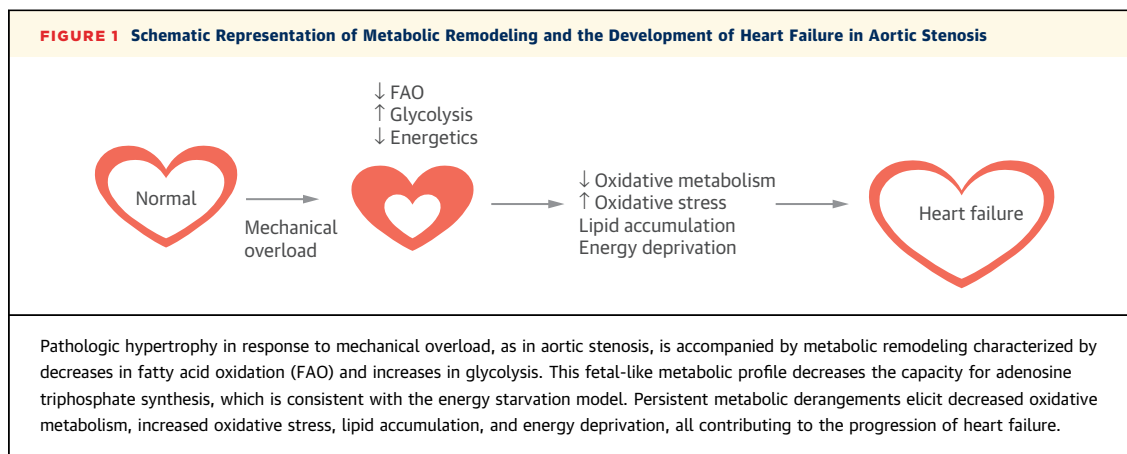 FIGURE 1 Schematic Representation of Metabolic Remodeling and the Development of Heart Failure in Aortic Stenosis
↓ FAO
↑ Glycolysis
↓ Energetics
Normal
Mechanical
overload
↓ Oxidative metabolism
↑ Oxidative stress
Lipid accumulation
Energy deprivation
Heart failure
Pathologic hypertrophy in response to mechanical overload, as in aortic stenosis, is accompanied by metabolic remodeling characterized by
decreases in fatty acid oxidation (FAO) and increases in glycolysis. This fetal-like metabolic profile decreases the capacity for adenosine
triphosphate synthesis, which is consistent with the energy starvation model. Persistent metabolic derangements elicit decreased oxidative
metabolism, increased oxidative stress, lipid accumulation, and energy deprivation, all contributing to the progression of heart failure.